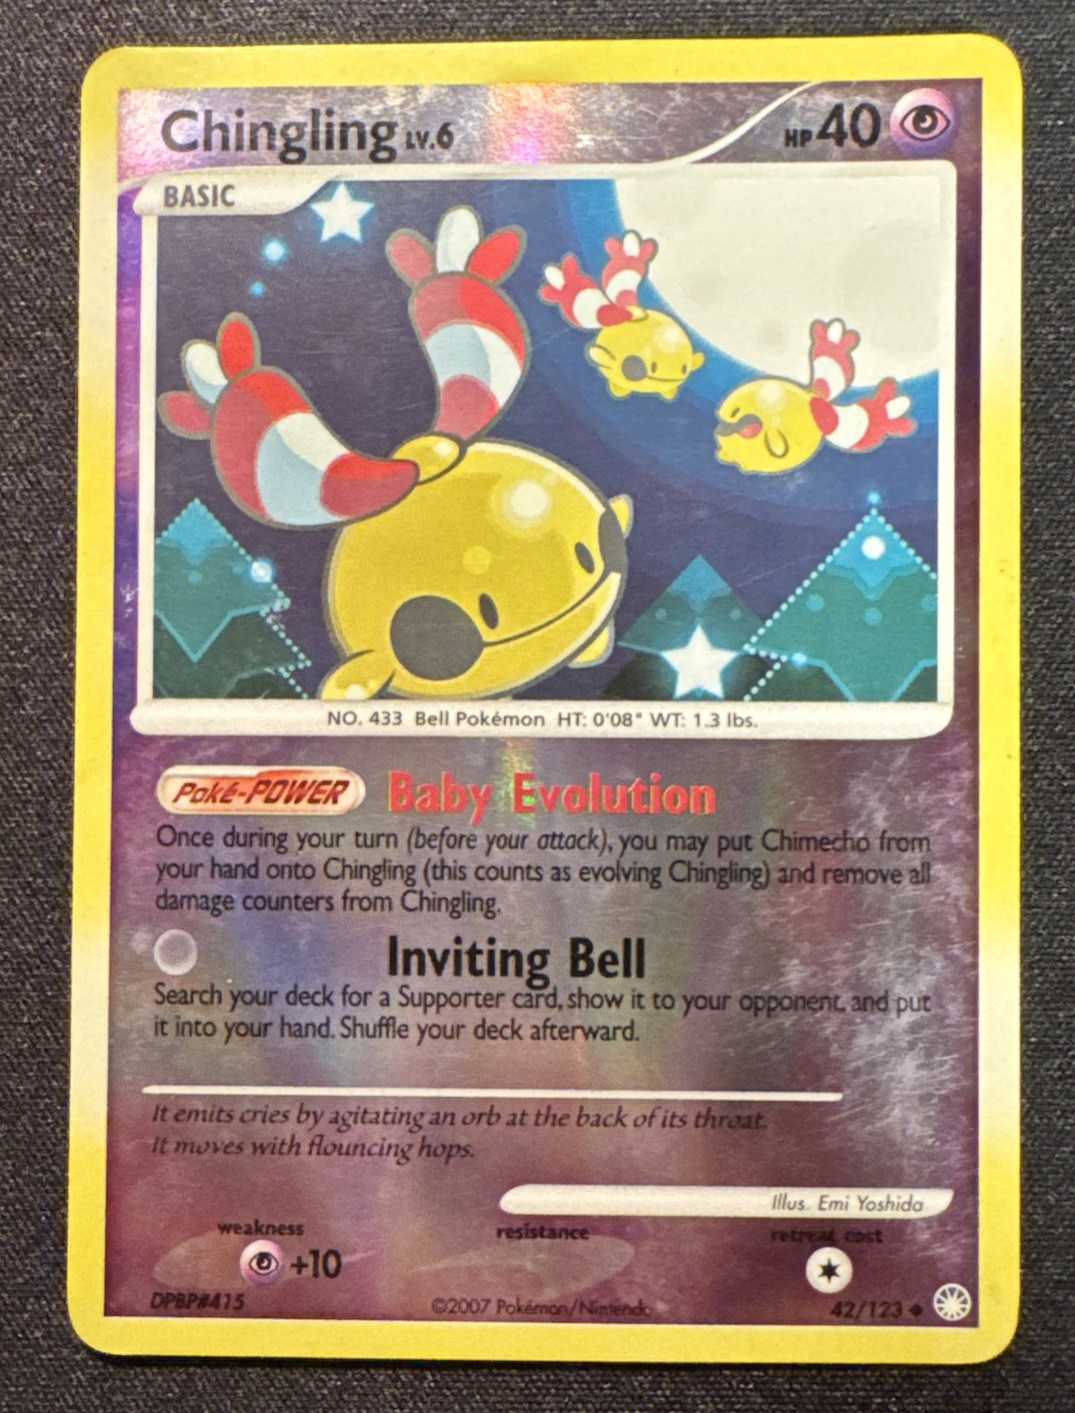 Chingling LV.6 HP 40
BASIC
NO. 433 Bell Pokémon HT: 0'08" WT: 1.3 lbs.
Poké-POWER Baby Evolution
Once during your turn (before your attack), you may put Chimecho from
your hand onto Chingling (this counts as evolving Chingling) and remove all
damage counters from Chingling.
Inviting Bell
Search your deck for a Supporter card, show it to your opponent, and put
it into your hand. Shuffle your deck afterward.
It emits cries by agitating an orb at the back of its throat.
It moves with flouncing hops.
Illus. Emi Yoshida
weakness resistance retreat cost
+10
DPBP#415 ©2007 Pokémon/Nintendo 42/123